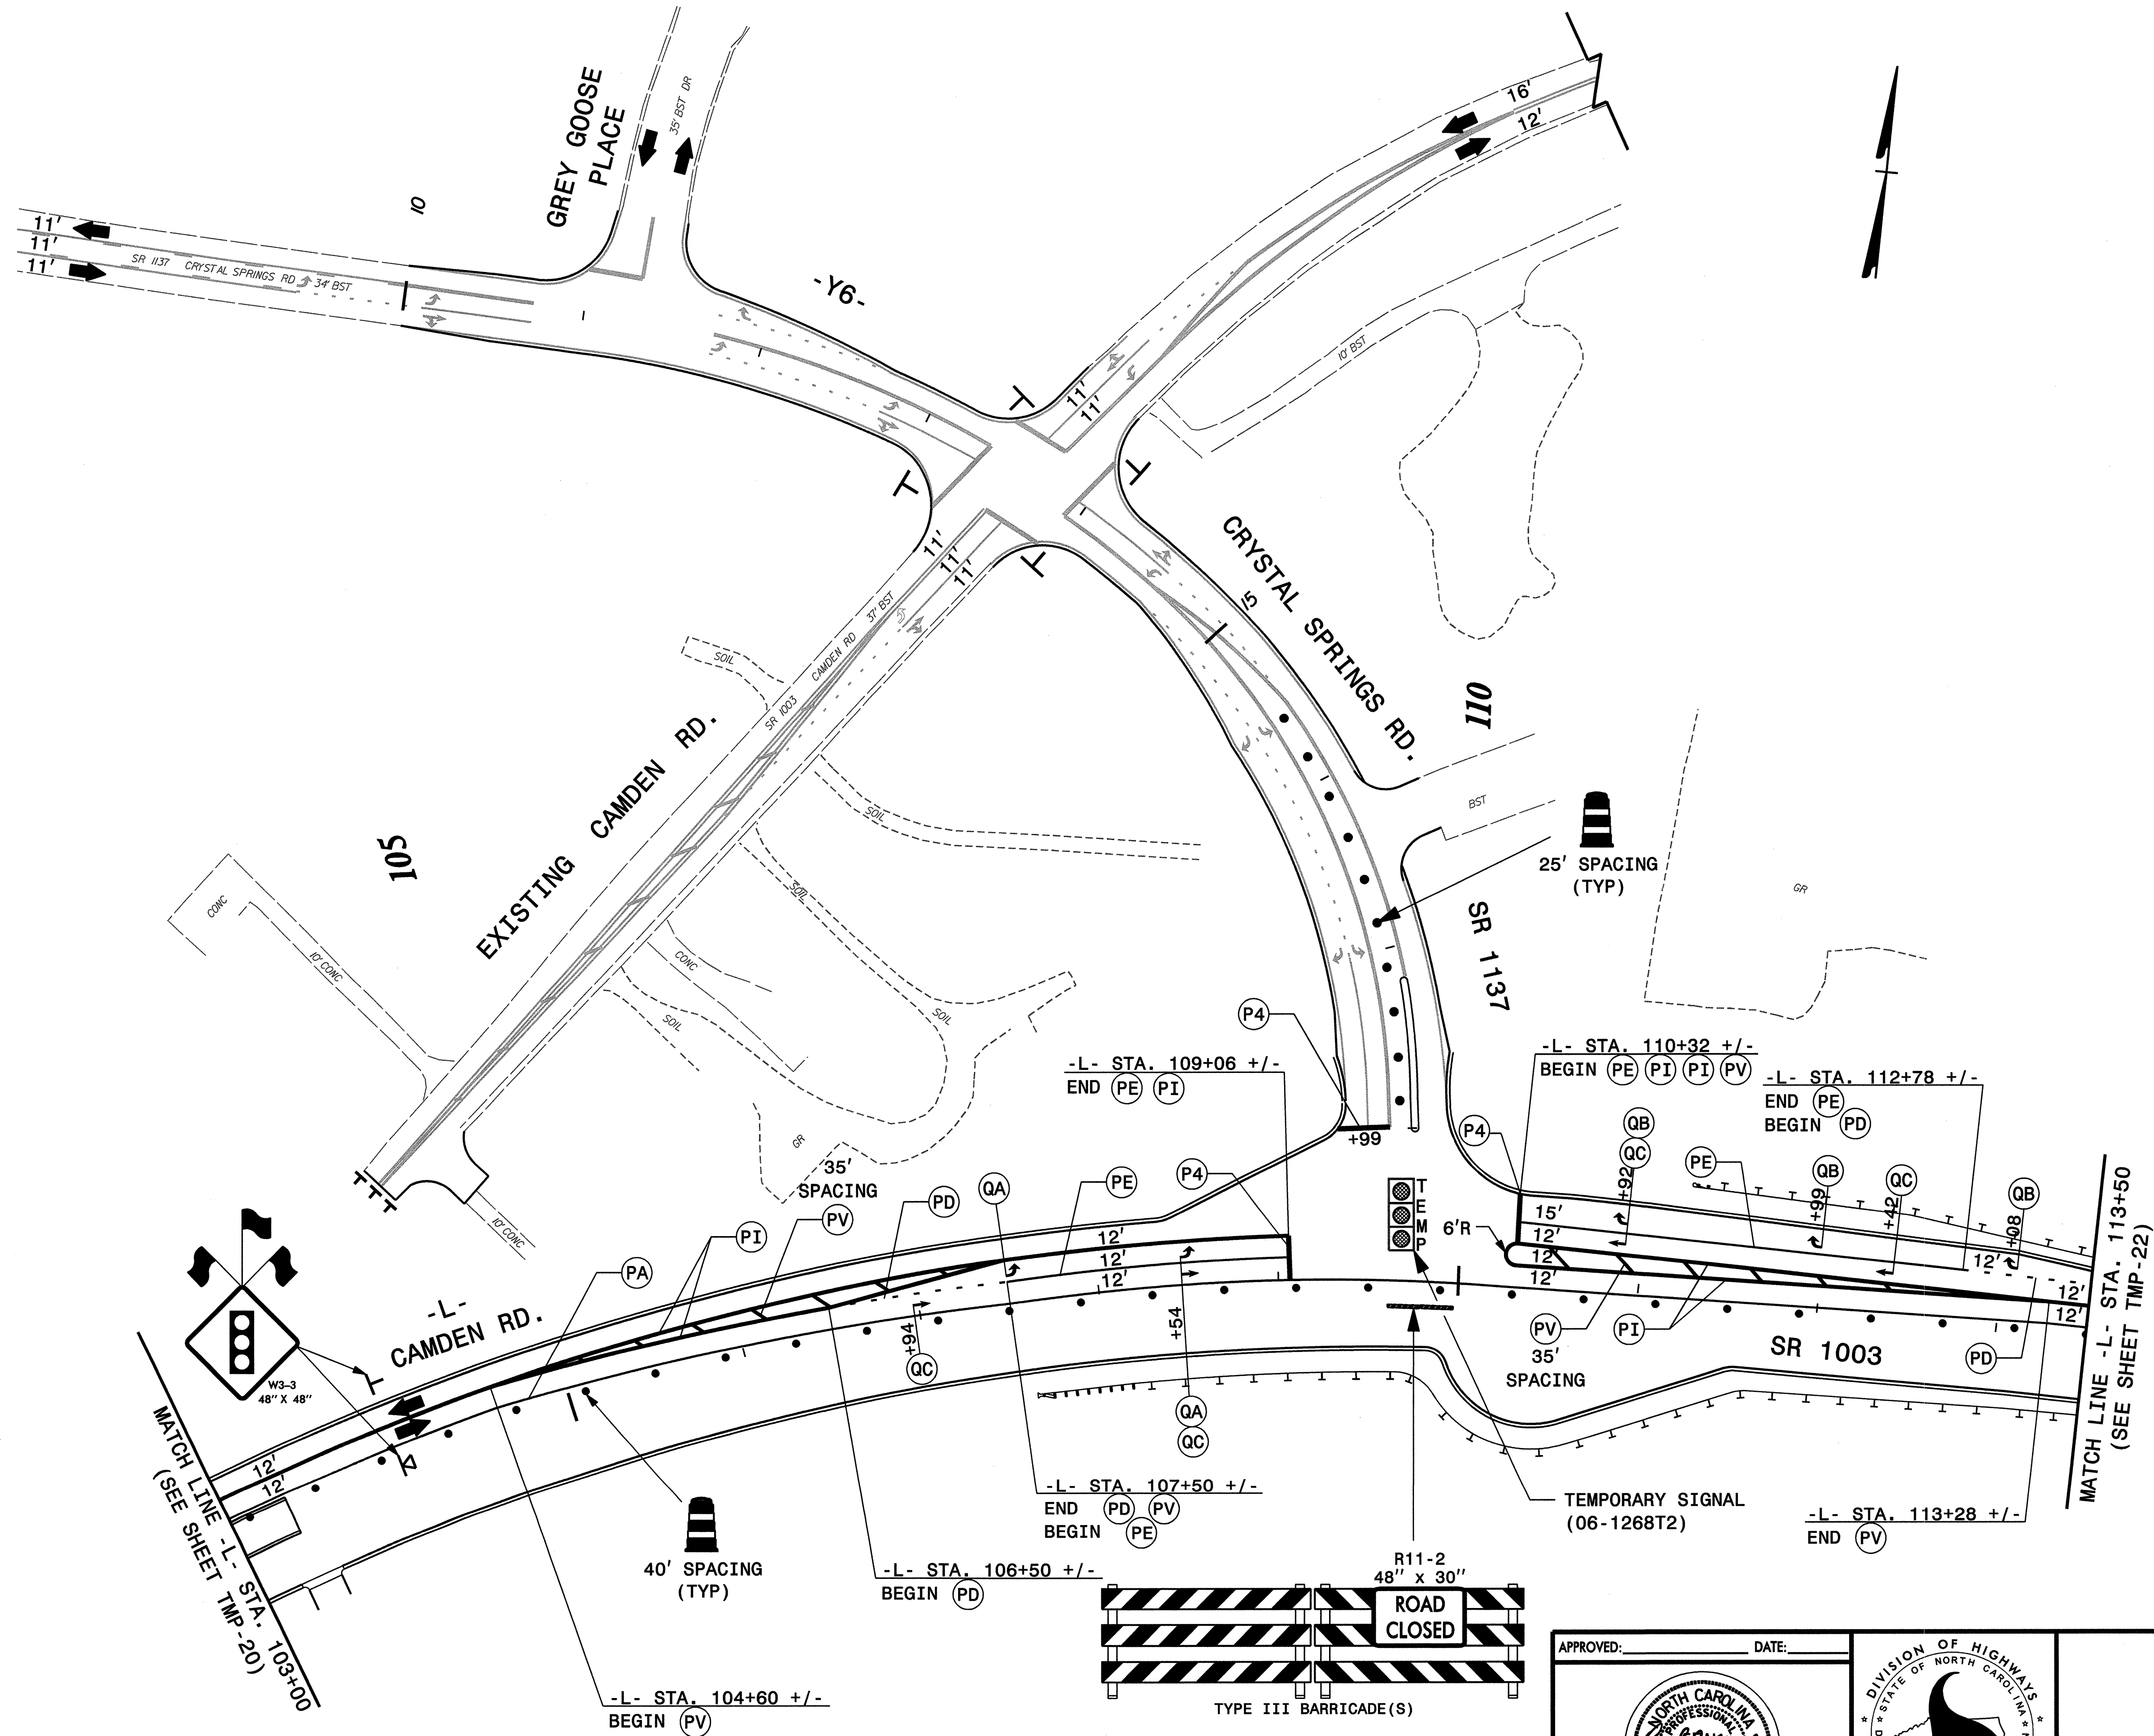 GREY GOOSE
PLACE
35' BST DR
16'
12'
10
11'
11'
11'
SR 1137 CRYSTAL SPRINGS RD 34' BST
-Y6-
10' BST
11'
11'
11'
11'
11'
SR 1003 CAMDEN RD 37' BST
CRYSTAL SPRINGS RD.
15
110
SOIL
EXISTING CAMDEN RD.
105
SOIL
SOIL
BST
25' SPACING
(TYP)
GR
CONC
10' CONC
CONC
SOIL
SOIL
GR
10' CONC
SR 1137
P4
-L- STA. 109+06 +/-
END PE PI
+99
-L- STA. 110+32 +/-
BEGIN PE PI PI PV
-L- STA. 112+78 +/-
END PE
BEGIN PD
P4
QB
QC
+92
PE
QB
+99
QC
+42
QB
+08
35'
SPACING
PV
PD
QA
PE
P4
PI
PA
12'
12'
12'
TEMP
6'R
15'
12'
12'
12'
12'
12'
12'
W3-3
48" X 48"
-L-
CAMDEN RD.
+94
QC
+54
QA
QC
PV
35'
SPACING
PI
SR 1003
PD
MATCH LINE -L- STA. 113+50
(SEE SHEET TMP-22)
12'
12'
MATCH LINE -L- STA. 103+00
(SEE SHEET TMP-20)
40' SPACING
(TYP)
-L- STA. 107+50 +/-
END PD PV
BEGIN PE
-L- STA. 106+50 +/-
BEGIN PD
-L- STA. 104+60 +/-
BEGIN PV
TEMPORARY SIGNAL
(06-1268T2)
-L- STA. 113+28 +/-
END PV
R11-2
48" x 30"
ROAD
CLOSED
TYPE III BARRICADE(S)
APPROVED: DATE:
NORTH CAROLINA
PROFESSIONAL
DIVISION OF HIGHWAYS
STATE OF NORTH CAROLINA